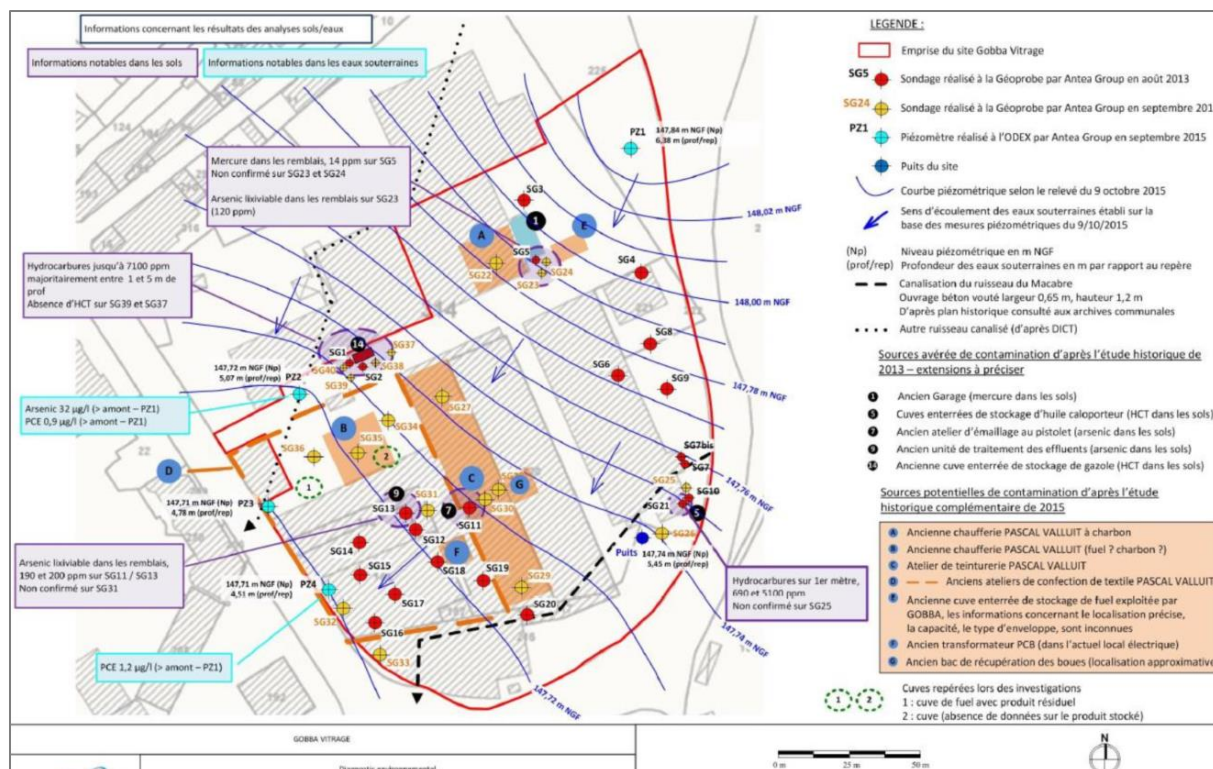 Informations concernant les résultats des analyses sols/eaux
Informations notables dans les sols
Informations notables dans les eaux souterraines
Mercure dans les remblais, 14 ppm sur SG5
Non confirmé sur SG23 et SG24
Arsenic lixiviable dans les remblais sur SG23
(120 ppm)
Hydrocarbures jusqu'à 7100 ppm
majoritairement entre 1 et 5 m de
prof
Absence d'HCT sur SG39 et SG37
Arsenic 32 µg/l (> amont – PZ1)
PCE 0,9 µg/l (> amont – PZ1)
Arsenic lixiviable dans les remblais,
190 et 200 ppm sur SG11 / SG13
Non confirmé sur SG31
PCE 1,2 µg/l (> amont – PZ1)
Hydrocarbures sur 1er mètre,
690 et 5100 ppm
Non confirmé sur SG25
PZ1
147,84 m NGF (Np)
6,38 m (prof/rep)
SG3
1
A
E
SG5
SG22
SG24
SG23
SG4
148,02 m NGF
148,00 m NGF
SG8
SG6
SG9
147,78 m NGF
14
SG1
SG37
SG40
SG38
SG39
SG2
147,72 m NGF (Np)
5,07 m (prof/rep)
PZ2
SG27
SG34
B
SG35
2
SG36
1
D
147,71 m NGF (Np)
4,78 m (prof/rep)
PZ3
9
SG31
SG13
7
C
G
SG30
SG11
SG12
SG7bis
SG7
SG25
SG10
SG21
5
147,76 m NGF
SG26
Puits
147,74 m NGF (Np)
5,45 m (prof/rep)
SG14
F
SG18
SG15
SG19
SG29
147,71 m NGF (Np)
4,51 m (prof/rep)
PZ4
SG17
SG32
SG16
SG20
SG33
147,74 m NGF
147,72 m NGF
LEGENDE :
Emprise du site Gobba Vitrage
SG5 Sondage réalisé à la Géoprobe par Antea Group en août 2013
SG24 Sondage réalisé à la Géoprobe par Antea Group en septembre 201
PZ1 Piézomètre réalisé à l'ODEX par Antea Group en septembre 2015
Puits du site
Courbe piézométrique selon le relevé du 9 octobre 2015
Sens d'écoulement des eaux souterraines établi sur la
base des mesures piézométriques du 9/10/2015
(Np) Niveau piézométrique en m NGF
(prof/rep) Profondeur des eaux souterraines en m par rapport au repère
Canalisation du ruisseau du Macabre
Ouvrage béton vouté largeur 0,65 m, hauteur 1,2 m
D'après plan historique consulté aux archives communales
Autre ruisseau canalisé (d'après DICT)
Sources avérée de contamination d'après l'étude historique de
2013 – extensions à préciser
1 Ancien Garage (mercure dans les sols)
5 Cuves enterrées de stockage d'huile caloporteur (HCT dans les sols)
7 Ancien atelier d'émaillage au pistolet (arsenic dans les sols)
9 Ancien unité de traitement des effluents (arsenic dans les sols)
14 Ancienne cuve enterrée de stockage de gazole (HCT dans les sols)
Sources potentielles de contamination d'après l'étude
historique complémentaire de 2015
A Ancienne chaufferie PASCAL VALLUIT à charbon
B Ancienne chaufferie PASCAL VALLUIT (fuel ? charbon ?)
C Atelier de teinturerie PASCAL VALLUIT
D Anciens ateliers de confection de textile PASCAL VALLUIT
E Ancienne cuve enterrée de stockage de fuel exploitée par
GOBBA, les informations concernant le localisation précise,
la capacité, le type d'enveloppe, sont inconnues
F Ancien transformateur PCB (dans l'actuel local électrique)
G Ancien bac de récupération des boues (localisation approximative
1 2 Cuves repérées lors des investigations
1 : cuve de fuel avec produit résiduel
2 : cuve (absence de données sur le produit stocké)
GOBBA VITRAGE
Diagnostic environnemental
0 m 25 m 50 m
N